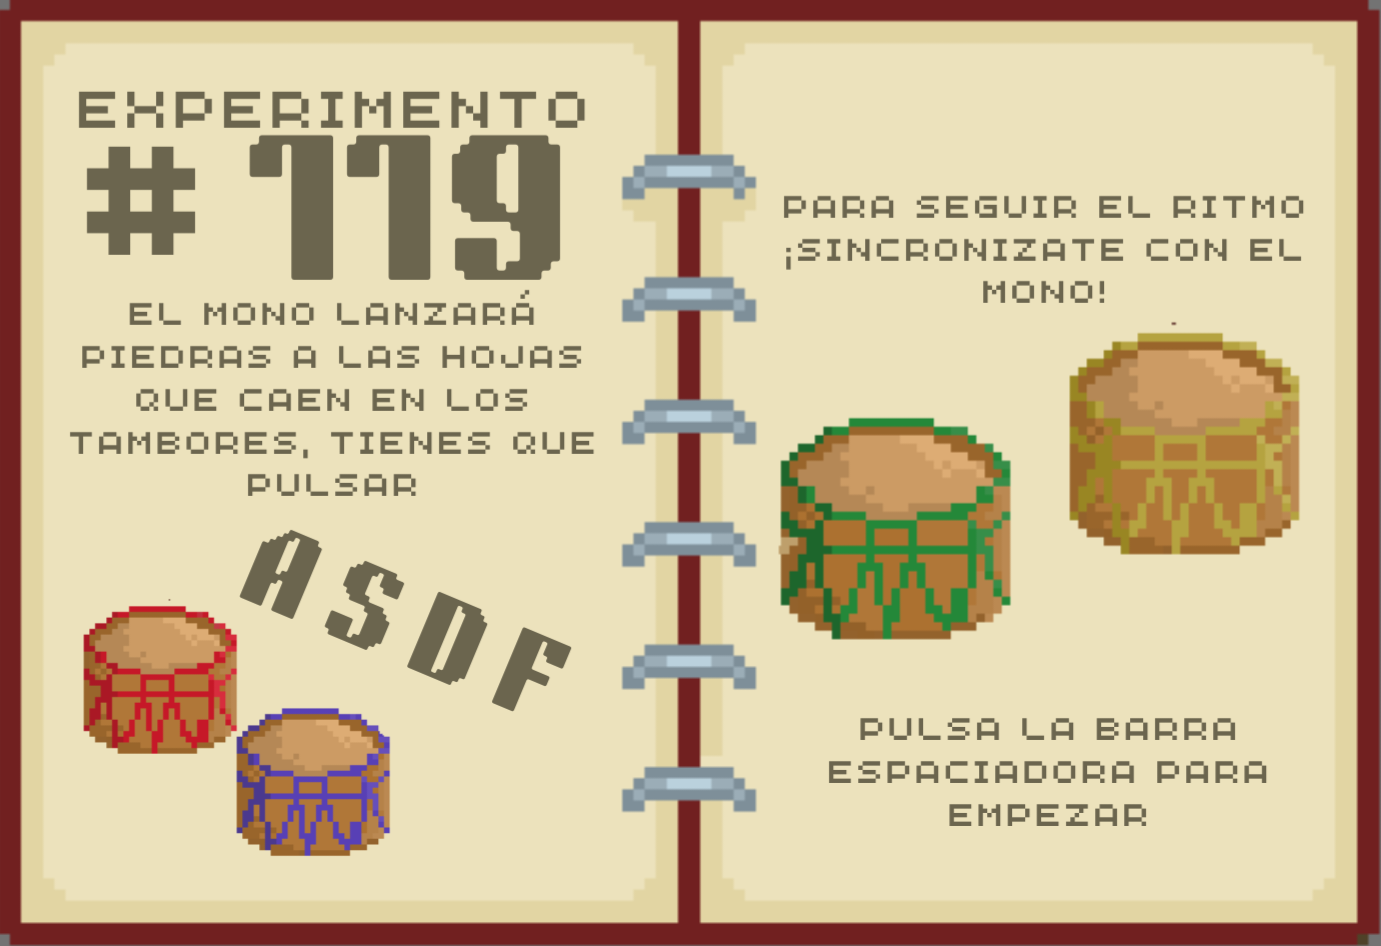 EXPERIMENTO
# 119
EL MONO LANZARÁ
PIEDRAS A LAS HOJAS
QUE CAEN EN LOS
TAMBORES, TIENES QUE
PULSAR
A S D F
PARA SEGUIR EL RITMO
¡SINCRONIZATE CON EL
MONO!
PULSA LA BARRA
ESPACIADORA PARA
EMPEZAR